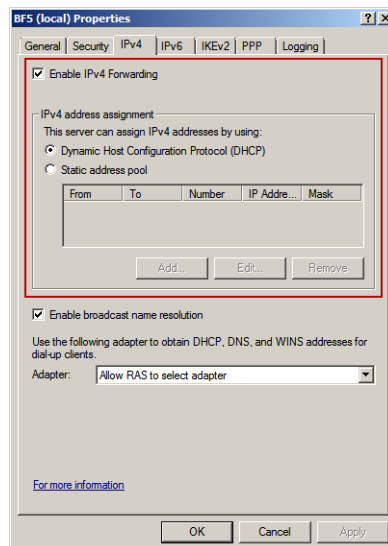 BF5 (local) Properties
General Security IPv4 IPv6 IKEv2 PPP Logging
Enable IPv4 Forwarding
IPv4 address assignment
This server can assign IPv4 addresses by using:
Dynamic Host Configuration Protocol (DHCP)
Static address pool
From To Number IP Addre... Mask
Add... Edit... Remove
Enable broadcast name resolution
Use the following adapter to obtain DHCP, DNS, and WINS addresses for
dial-up clients.
Adapter: Allow RAS to select adapter
For more information
OK Cancel Apply